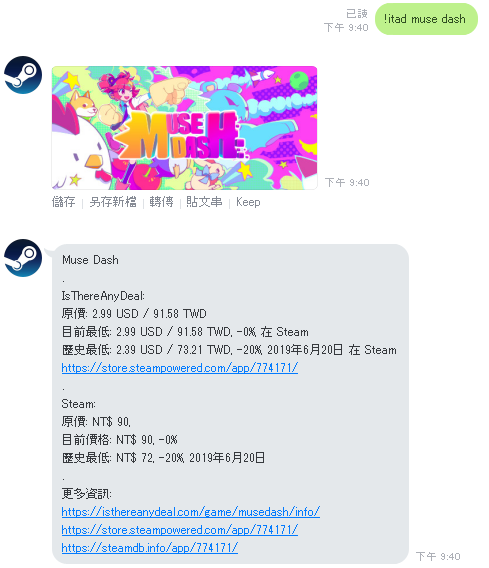 已讀
下午 9:40
!itad muse dash
MUSE
DASH
下午 9:40
儲存 | 另存新檔 | 轉傳 | 貼文串 | Keep
Muse Dash
.
IsThereAnyDeal:
原價: 2.99 USD / 91.58 TWD
目前最低: 2.99 USD / 91.58 TWD, -0%, 在 Steam
歷史最低: 2.39 USD / 73.21 TWD, -20%, 2019年6月20日 在 Steam
https://store.steampowered.com/app/774171/
.
Steam:
原價: NT$ 90,
目前價格: NT$ 90, -0%
歷史最低: NT$ 72, -20%, 2019年6月20日
.
更多資訊:
https://isthereanydeal.com/game/musedash/info/
https://store.steampowered.com/app/774171/
https://steamdb.info/app/774171/
下午 9:40